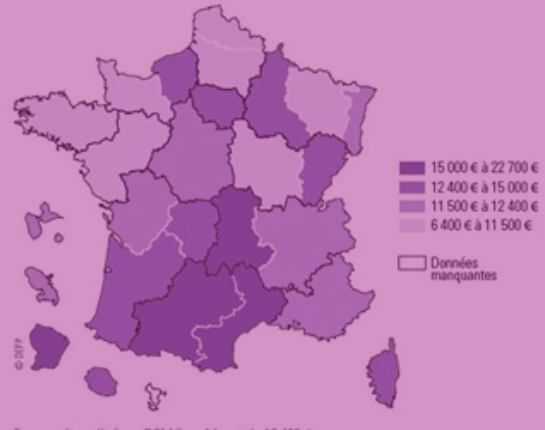 15 000 € à 22 700 €
12 400 € à 15 000 €
11 500 € à 12 400 €
6 400 € à 11 500 €
Données
manquantes
© DEPP